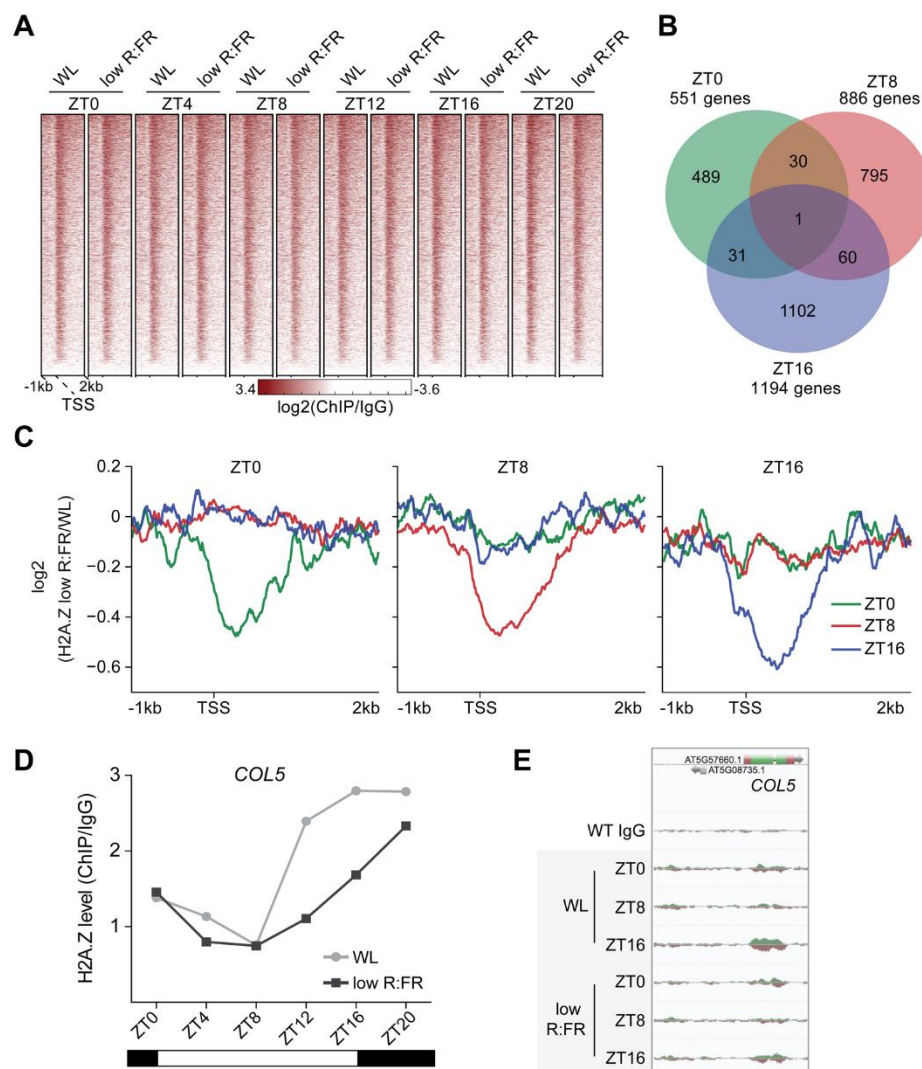 A
WL low R:FR WL low R:FR WL low R:FR WL low R:FR WL low R:FR WL low R:FR
ZT0 ZT4 ZT8 ZT12 ZT16 ZT20
-1kb 2kb
TSS
3.4 -3.6
log2(ChIP/IgG)
B
ZT0
551 genes
ZT8
886 genes
489
30
795
1
31
60
1102
ZT16
1194 genes
C
ZT0 ZT8 ZT16
log2
(H2A.Z low R:FR/WL)
0.2
0
−0.2
−0.4
−0.6
ZT0
ZT8
ZT16
-1kb TSS 2kb -1kb TSS 2kb -1kb TSS 2kb
D
COL5
H2A.Z level (ChIP/IgG)
3
2
1
WL
low R:FR
ZT0 ZT4 ZT8 ZT12 ZT16 ZT20
E
AT5G57660.1
AT5G08735.1
COL5
WT IgG
WL
ZT0
ZT8
ZT16
low
R:FR
ZT0
ZT8
ZT16